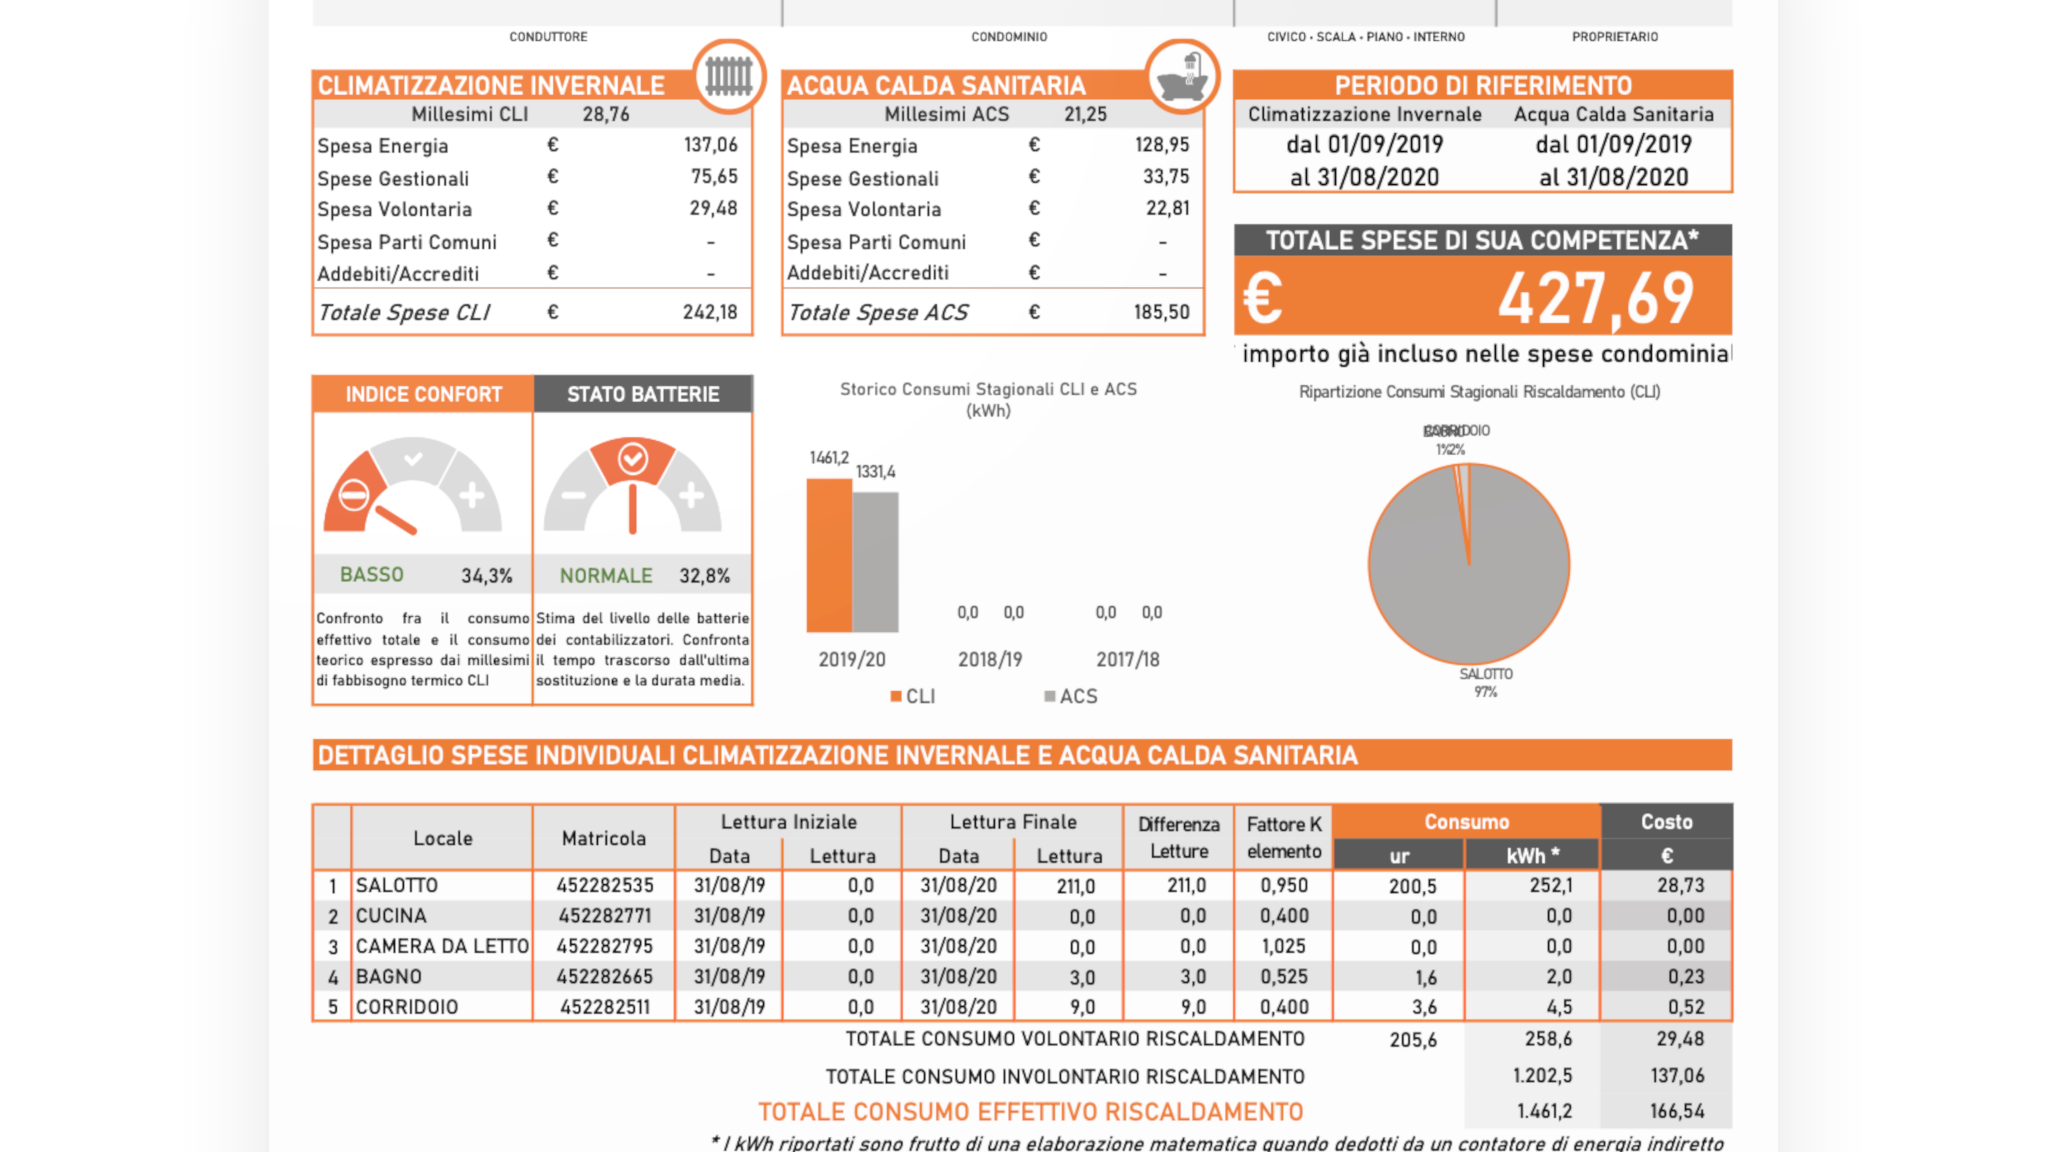 CONDUTTORE CONDOMINIO CIVICO - SCALA - PIANO - INTERNO PROPRIETARIO
CLIMATIZZAZIONE INVERNALE
Millesimi CLI 28,76
Spesa Energia € 137,06
Spese Gestionali € 75,65
Spesa Volontaria € 29,48
Spesa Parti Comuni € -
Addebiti/Accrediti € -
Totale Spese CLI € 242,18
ACQUA CALDA SANITARIA
Millesimi ACS 21,25
Spesa Energia € 128,95
Spese Gestionali € 33,75
Spesa Volontaria € 22,81
Spesa Parti Comuni € -
Addebiti/Accrediti € -
Totale Spese ACS € 185,50
PERIODO DI RIFERIMENTO
Climatizzazione Invernale Acqua Calda Sanitaria
dal 01/09/2019 dal 01/09/2019
al 31/08/2020 al 31/08/2020
TOTALE SPESE DI SUA COMPETENZA*
€ 427,69
importo già incluso nelle spese condominial
INDICE CONFORT
BASSO 34,3%
Confronto fra il consumo
effettivo totale e il consumo
teorico espresso dai millesimi
di fabbisogno termico CLI
STATO BATTERIE
NORMALE 32,8%
Stima del livello delle batterie
dei contabilizzatori. Confronta
il tempo trascorso dall'ultima
sostituzione e la durata media.
Storico Consumi Stagionali CLI e ACS
(kWh)
1461,2
1331,4
0,0 0,0 0,0 0,0
2019/20 2018/19 2017/18
CLI ACS
Ripartizione Consumi Stagionali Riscaldamento (CLI)
BAGNO CORRIDOIO
1% 2%
SALOTTO
97%
DETTAGLIO SPESE INDIVIDUALI CLIMATIZZAZIONE INVERNALE E ACQUA CALDA SANITARIA
Locale Matricola Lettura Iniziale Lettura Finale Differenza Letture Fattore K elemento Consumo Costo
Data Lettura Data Lettura ur kWh * €
1 SALOTTO 452282535 31/08/19 0,0 31/08/20 211,0 211,0 0,950 200,5 252,1 28,73
2 CUCINA 452282771 31/08/19 0,0 31/08/20 0,0 0,0 0,400 0,0 0,0 0,00
3 CAMERA DA LETTO 452282795 31/08/19 0,0 31/08/20 0,0 0,0 1,025 0,0 0,0 0,00
4 BAGNO 452282665 31/08/19 0,0 31/08/20 3,0 3,0 0,525 1,6 2,0 0,23
5 CORRIDOIO 452282511 31/08/19 0,0 31/08/20 9,0 9,0 0,400 3,6 4,5 0,52
TOTALE CONSUMO VOLONTARIO RISCALDAMENTO 205,6 258,6 29,48
TOTALE CONSUMO INVOLONTARIO RISCALDAMENTO 1.202,5 137,06
TOTALE CONSUMO EFFETTIVO RISCALDAMENTO 1.461,2 166,54
* I kWh riportati sono frutto di una elaborazione matematica quando dedotti da un contatore di energia indiretto